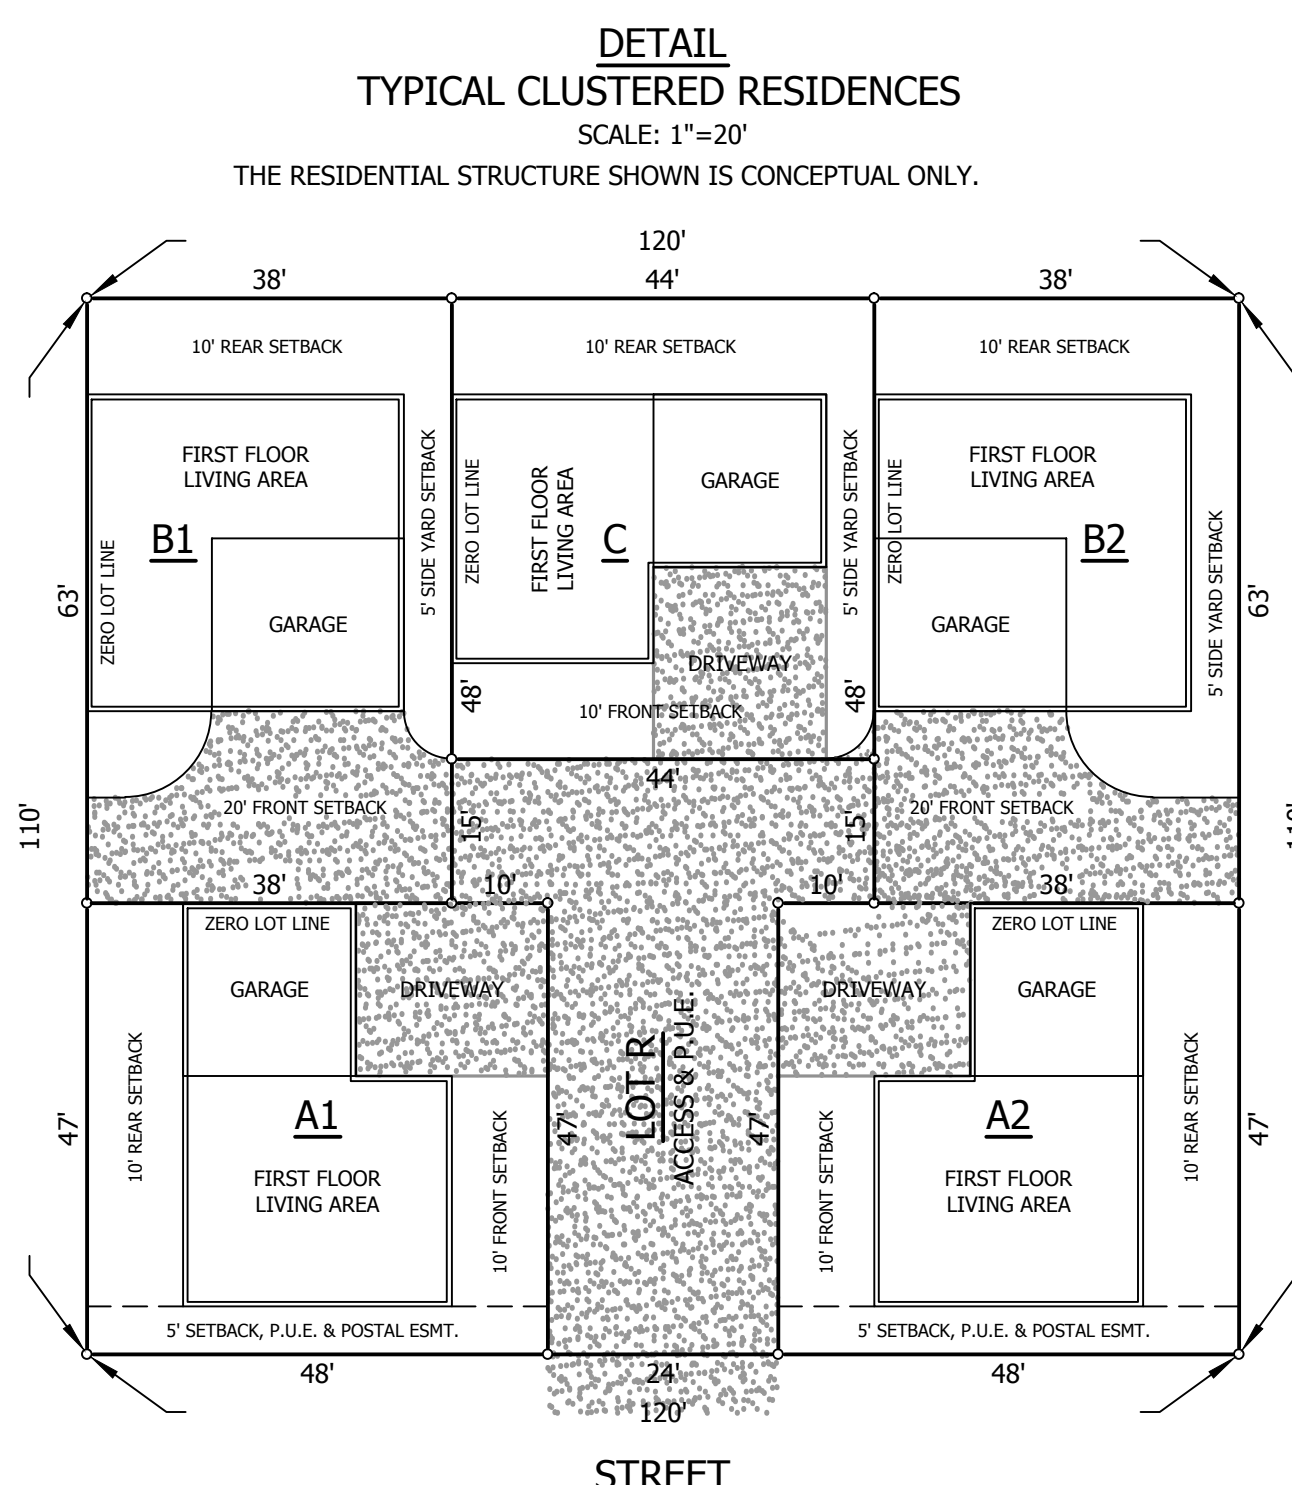 DETAIL
TYPICAL CLUSTERED RESIDENCES
SCALE: 1"=20'
THE RESIDENTIAL STRUCTURE SHOWN IS CONCEPTUAL ONLY.
120'
38'
44'
38'
10' REAR SETBACK
10' REAR SETBACK
10' REAR SETBACK
FIRST FLOOR
LIVING AREA
B1
ZERO LOT LINE
GARAGE
5' SIDE YARD SETBACK
63'
ZERO LOT LINE
FIRST FLOOR
LIVING AREA
C
GARAGE
DRIVEWAY
5' SIDE YARD SETBACK
48'
48'
10' FRONT SETBACK
44'
FIRST FLOOR
LIVING AREA
B2
ZERO LOT LINE
GARAGE
5' SIDE YARD SETBACK
63'
110'
20' FRONT SETBACK
15'
15'
20' FRONT SETBACK
38'
10'
10'
38'
ZERO LOT LINE
GARAGE
DRIVEWAY
10' REAR SETBACK
47'
A1
FIRST FLOOR
LIVING AREA
10' FRONT SETBACK
47'
LOT R
ACCESS & P.U.E.
47'
ZERO LOT LINE
DRIVEWAY
GARAGE
10' FRONT SETBACK
A2
FIRST FLOOR
LIVING AREA
10' REAR SETBACK
47'
5' SETBACK, P.U.E. & POSTAL ESMT.
5' SETBACK, P.U.E. & POSTAL ESMT.
48'
24'
48'
120'
STREET